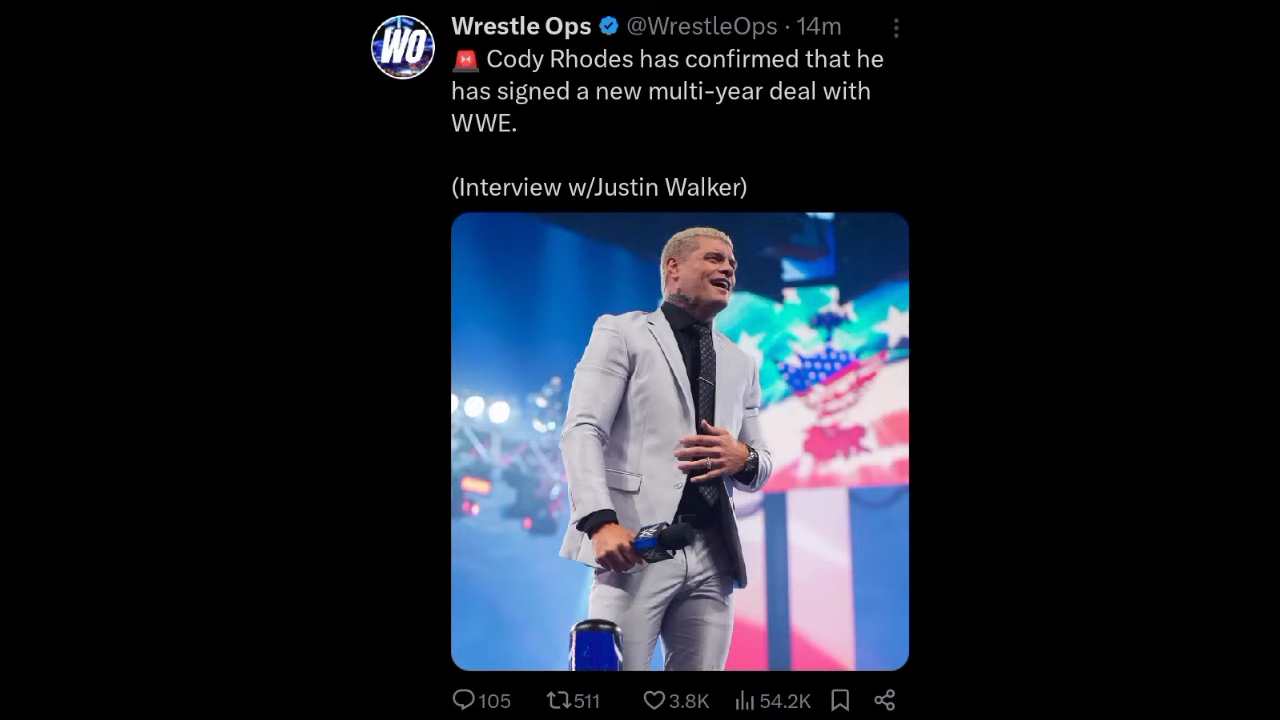 WO
Wrestle Ops @WrestleOps · 14m
🚨 Cody Rhodes has confirmed that he
has signed a new multi-year deal with
WWE.
(Interview w/Justin Walker)
105 511 3.8K 54.2K